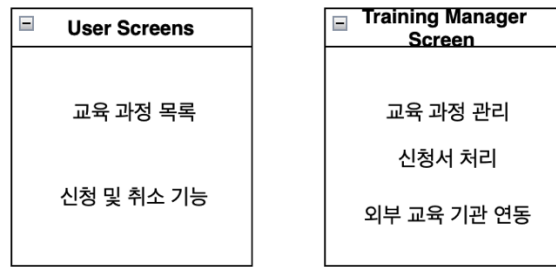 User Screens
교육 과정 목록
신청 및 취소 기능
Training Manager
Screen
교육 과정 관리
신청서 처리
외부 교육 기관 연동